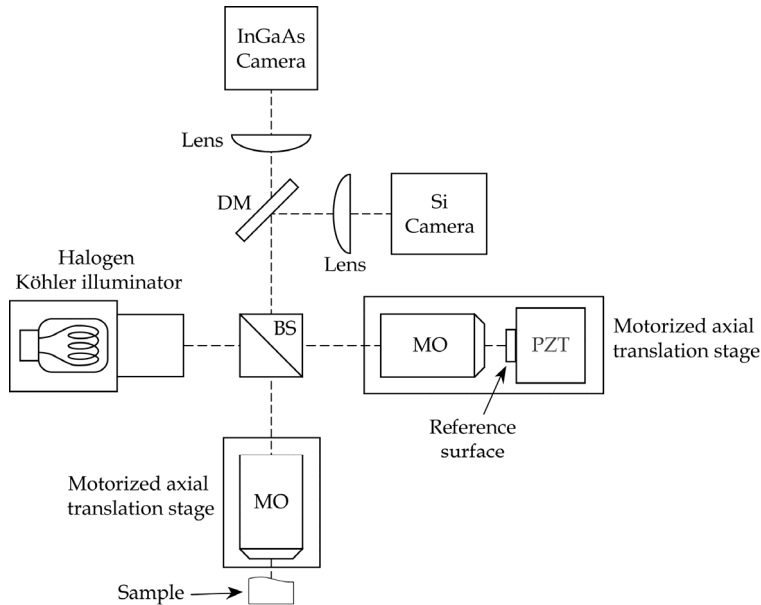 InGaAs
Camera
Lens
DM
Si
Camera
Lens
Halogen
Köhler illuminator
BS
MO
PZT
Motorized axial
translation stage
Reference
surface
Motorized axial
translation stage
MO
Sample